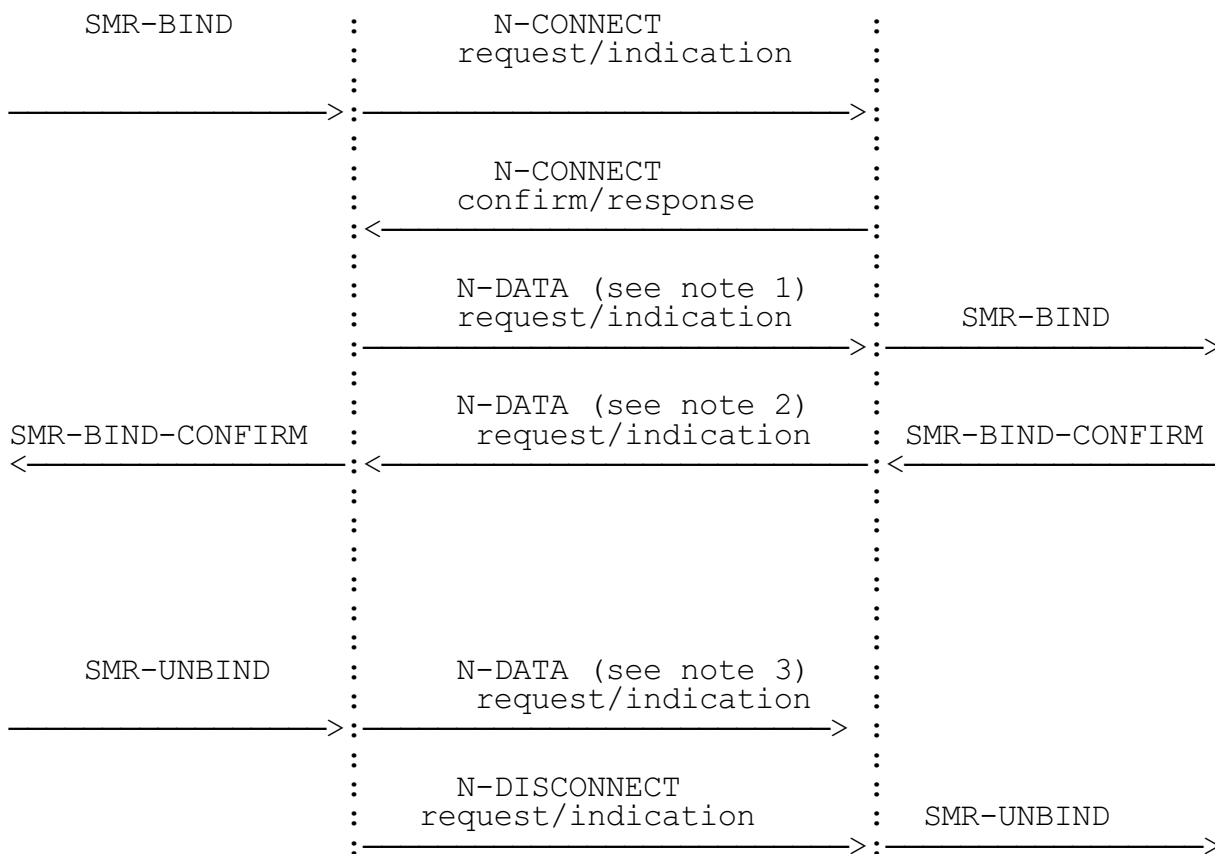 SMR-BIND : N-CONNECT :
: request/indication :
:
: N-CONNECT :
: confirm/response :
:
: N-DATA (see note 1) :
: request/indication : SMR-BIND
:
: N-DATA (see note 2) :
SMR-BIND-CONFIRM : request/indication : SMR-BIND-CONFIRM
:
SMR-UNBIND : N-DATA (see note 3) :
: request/indication :
:
: N-DISCONNECT :
: request/indication : SMR-UNBIND